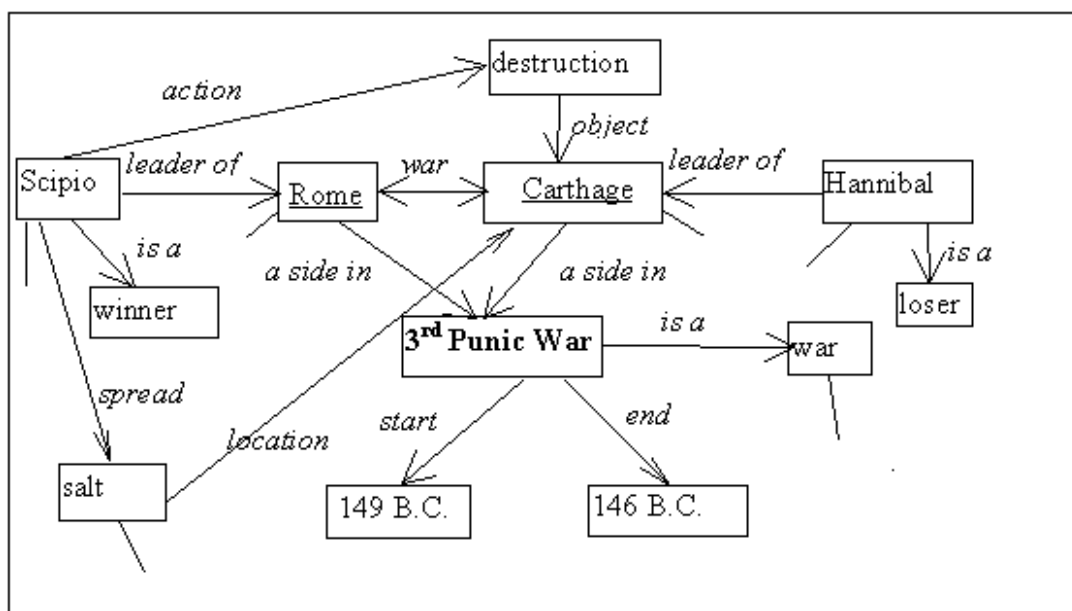 destruction
action
object
Scipio
leader of
Rome
war
Carthage
leader of
Hannibal
is a
winner
a side in
a side in
is a
loser
3rd Punic War
is a
war
spread
location
start
end
salt
149 B.C.
146 B.C.